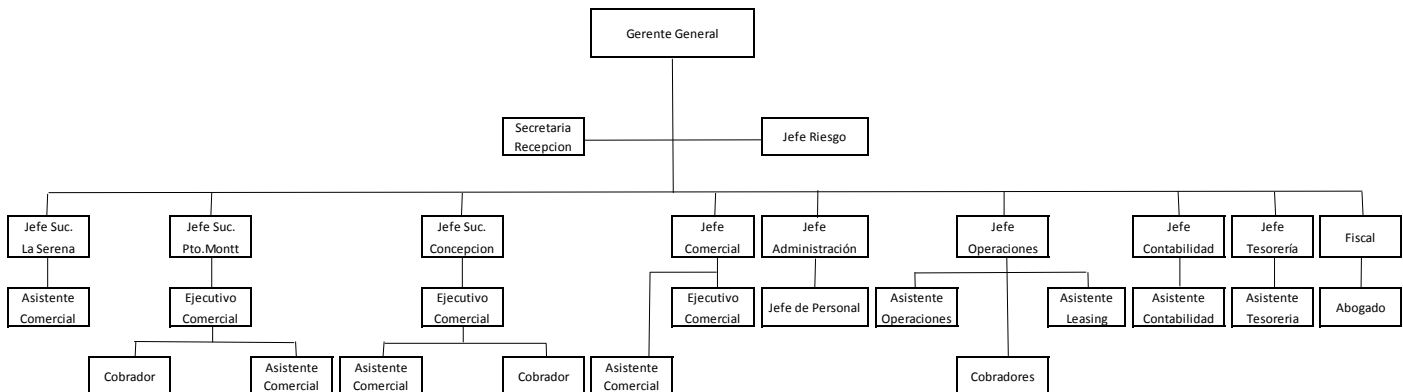 Gerente General
Secretaria
Recepcion
Jefe Riesgo
Jefe Suc.
La Serena
Jefe Suc.
Pto.Montt
Jefe Suc.
Concepcion
Jefe
Comercial
Jefe
Administración
Jefe
Operaciones
Jefe
Contabilidad
Jefe
Tesorería
Fiscal
Asistente
Comercial
Ejecutivo
Comercial
Ejecutivo
Comercial
Ejecutivo
Comercial
Jefe de Personal
Asistente
Operaciones
Asistente
Leasing
Asistente
Contabilidad
Asistente
Tesoreria
Abogado
Cobrador
Asistente
Comercial
Asistente
Comercial
Cobrador
Asistente
Comercial
Cobradores